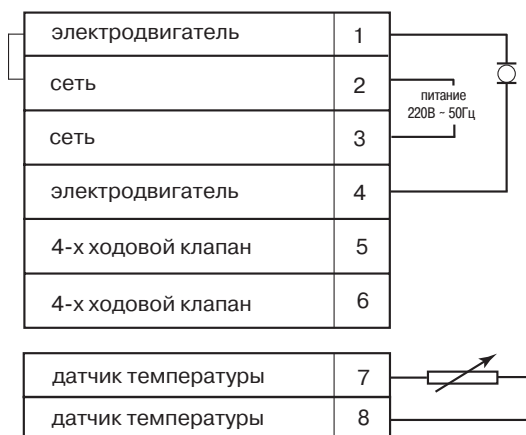 электродвигатель 1
сеть 2
питание
220В ~ 50Гц
сеть 3
электродвигатель 4
4-х ходовой клапан 5
4-х ходовой клапан 6
датчик температуры 7
датчик температуры 8